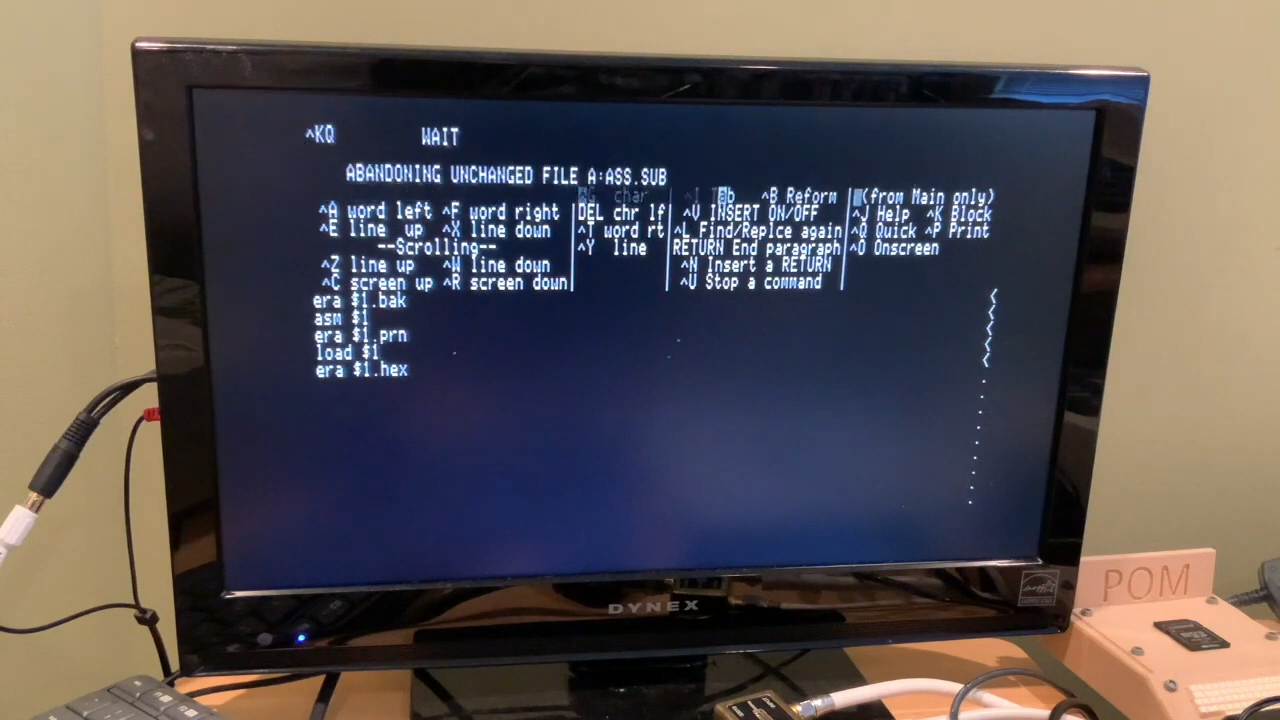 ^KQ WAIT
ABANDONING UNCHANGED FILE A:ASS.SUB
^G char ^I Tab ^B Reform (from Main only)
^A word left ^F word right DEL chr lf ^V INSERT ON/OFF ^J Help ^K Block
^E line up ^X line down ^T word rt ^L Find/Replce again ^Q Quick ^P Print
--Scrolling-- ^Y line RETURN End paragraph ^O Onscreen
^Z line up ^W line down ^N Insert a RETURN
^C screen up ^R screen down ^U Stop a command
era $1.bak <
asm $1 <
era $1.prn <
load $1 <
era $1.hex <
DYNEX
POM